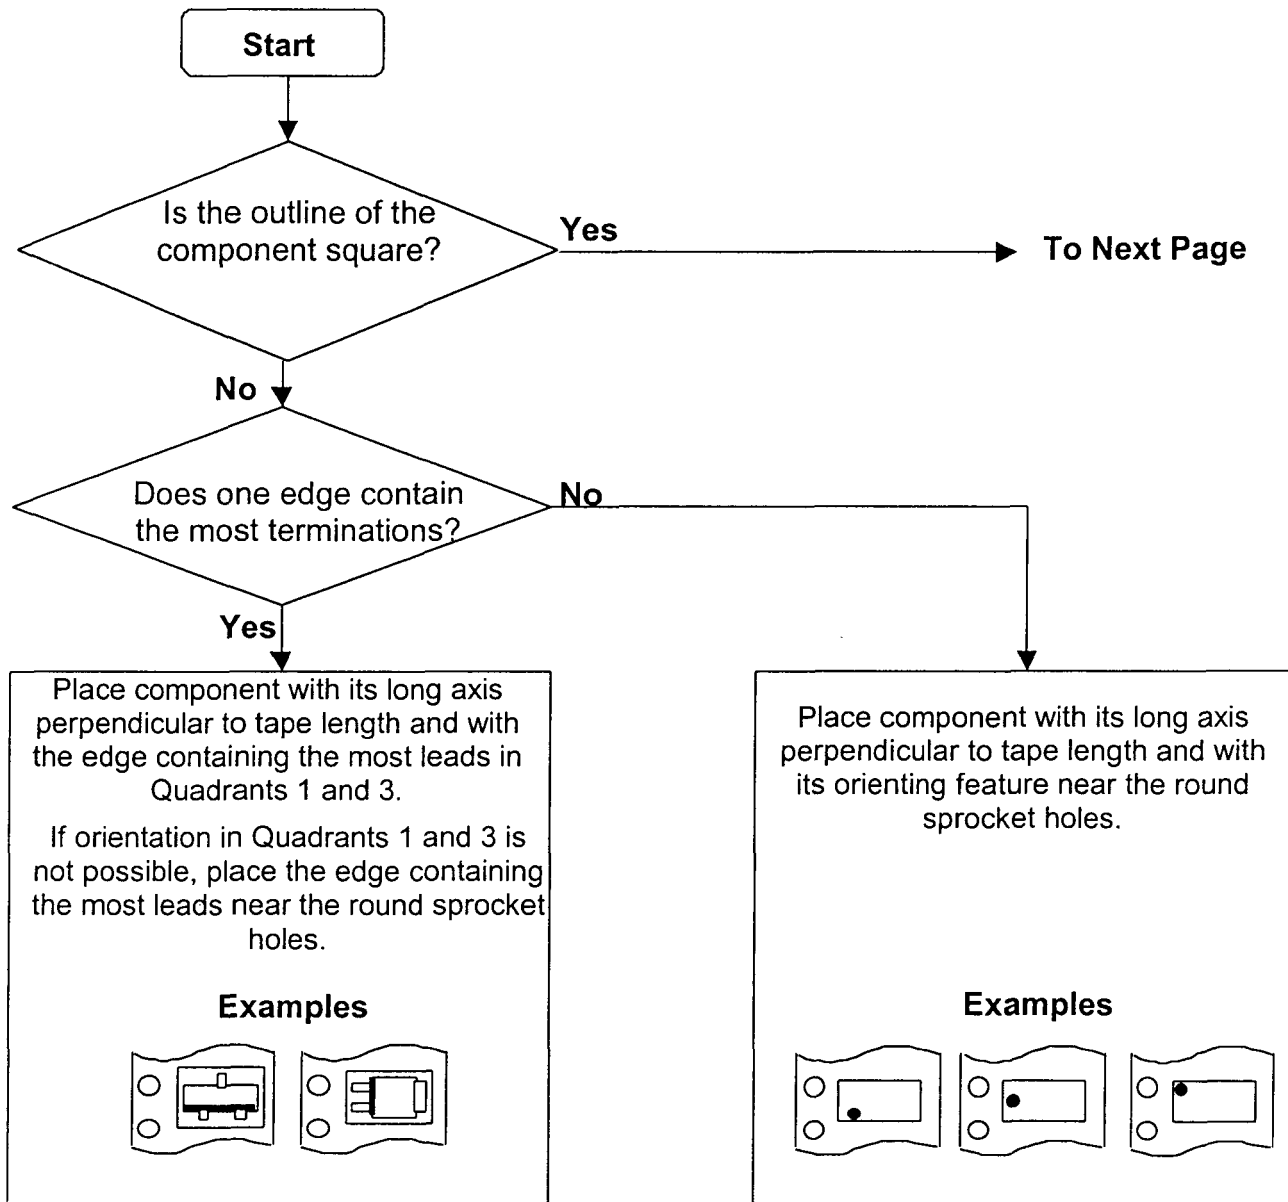 Start
Is the outline of the
component square?
Yes
To Next Page
No
Does one edge contain
the most terminations?
No
Yes
Place component with its long axis
perpendicular to tape length and with
the edge containing the most leads in
Quadrants 1 and 3.
If orientation in Quadrants 1 and 3 is
not possible, place the edge containing
the most leads near the round sprocket
holes.
Examples
Place component with its long axis
perpendicular to tape length and with
its orienting feature near the round
sprocket holes.
Examples